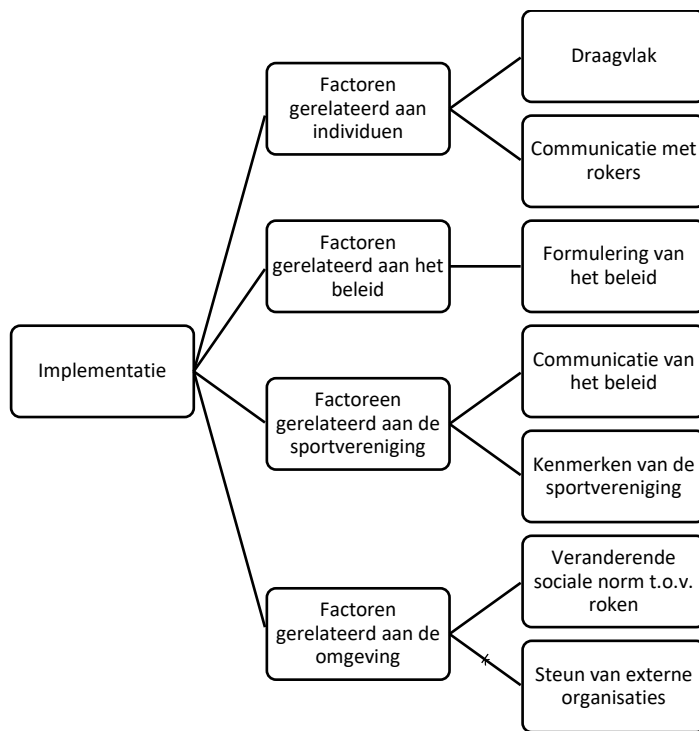 Implementatie
Factoren
gerelateerd aan
individuen
Draagvlak
Communicatie met
rokers
Factoren
gerelateerd aan het
beleid
Formulering van
het beleid
Factoreen
gerelateerd aan de
sportvereniging
Communicatie van
het beleid
Kenmerken van de
sportvereniging
Factoren
gerelateerd aan de
omgeving
Veranderende
sociale norm t.o.v.
roken
Steun van externe
organisaties